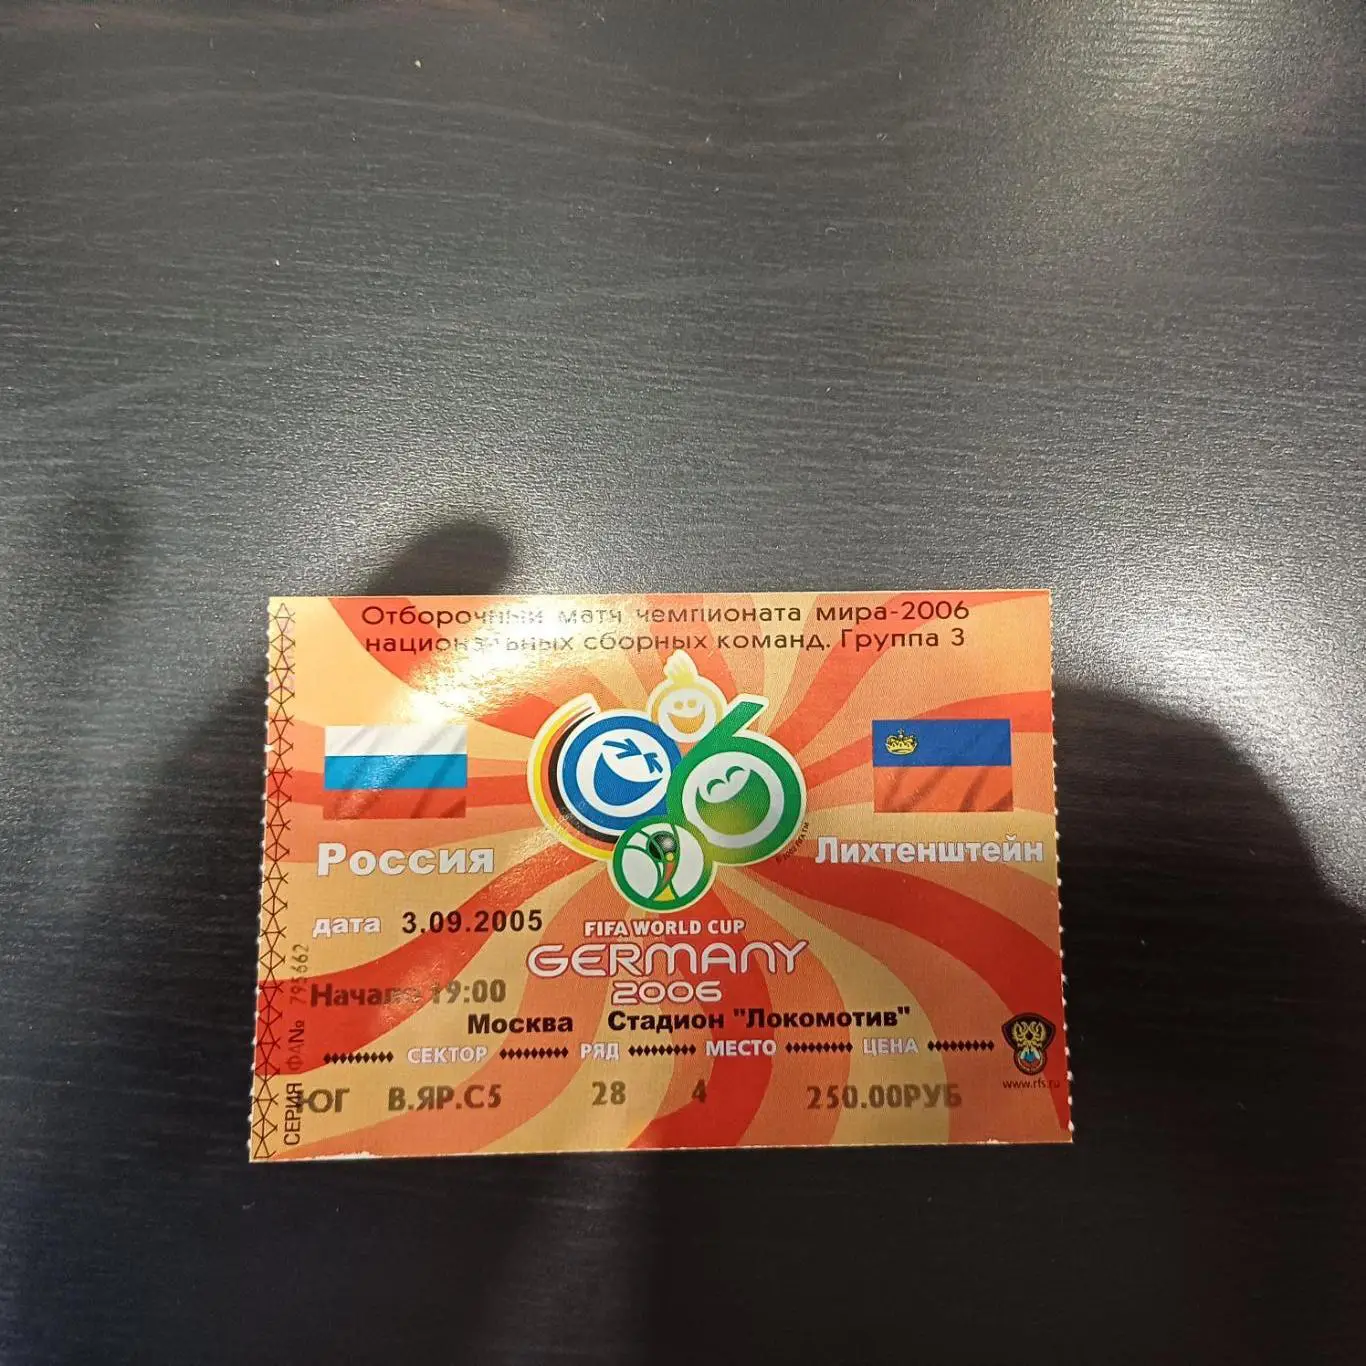 Отборочный матч чемпионата мира-2006
национальных сборных команд. Группа 3
Россия
Лихтенштейн
дата 3.09.2005
FIFA WORLD CUP
GERMANY
2006
Начало 19:00
Москва Стадион "Локомотив"
СЕКТОР РЯД МЕСТО ЦЕНА
ЮГ В.ЯР.С5 28 4 250.00РУБ
www.rfs.ru
СЕРИЯ ФА№ 795662